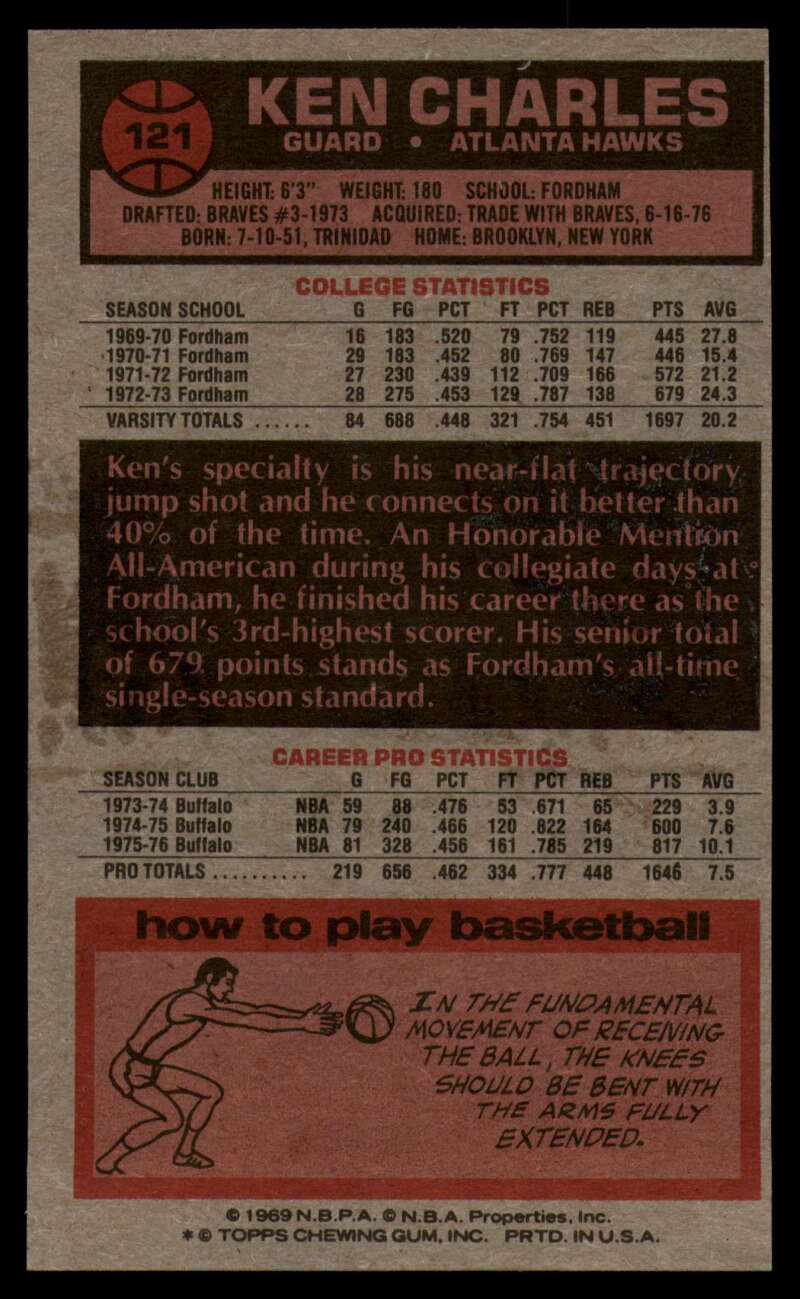 121
KEN CHARLES
GUARD • ATLANTA HAWKS
HEIGHT: 6'3" WEIGHT: 180 SCHOOL: FORDHAM
DRAFTED: BRAVES #3-1973 ACQUIRED: TRADE WITH BRAVES, 6-16-76
BORN: 7-10-51, TRINIDAD HOME: BROOKLYN, NEW YORK
COLLEGE STATISTICS
SEASON SCHOOL G FG PCT FT PCT REB PTS AVG
1969-70 Fordham 16 183 .520 79 .752 119 445 27.8
1970-71 Fordham 29 183 .452 80 .769 147 446 15.4
1971-72 Fordham 27 230 .439 112 .709 166 572 21.2
1972-73 Fordham 28 275 .453 129 .787 138 679 24.3
VARSITY TOTALS ...... 84 688 .448 321 .754 451 1697 20.2
Ken's specialty is his near-flat trajectory
jump shot and he connects on it better than
40% of the time. An Honorable Mention
All-American during his collegiate days at
Fordham, he finished his career there as the
school's 3rd-highest scorer. His senior total
of 679 points stands as Fordham's all-time
single-season standard.
CAREER PRO STATISTICS
SEASON CLUB G FG PCT FT PCT REB PTS AVG
1973-74 Buffalo NBA 59 88 .476 53 .671 65 229 3.9
1974-75 Buffalo NBA 79 240 .466 120 .822 164 600 7.6
1975-76 Buffalo NBA 81 328 .456 161 .785 219 817 10.1
PRO TOTALS .......... 219 656 .462 334 .777 448 1646 7.5
how to play basketball
IN THE FUNDAMENTAL
MOVEMENT OF RECEIVING
THE BALL, THE KNEES
SHOULD BE BENT WITH
THE ARMS FULLY
EXTENDED.
© 1969 N.B.P.A. © N.B.A. Properties, Inc.
* © TOPPS CHEWING GUM, INC. PRTD. IN U.S.A.